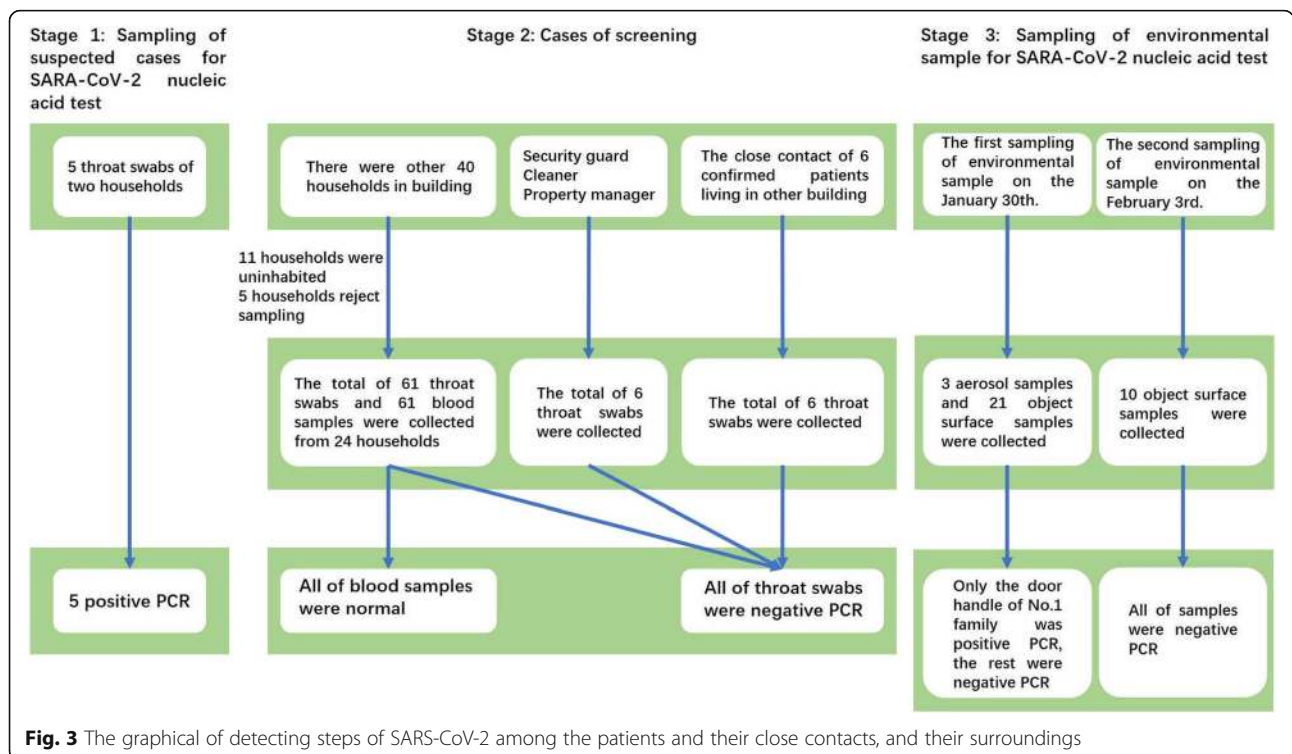 Stage 1: Sampling of
suspected cases for
SARA-CoV-2 nucleic
acid test
Stage 2: Cases of screening
Stage 3: Sampling of environmental
sample for SARA-CoV-2 nucleic acid test
5 throat swabs of
two households
There were other 40
households in building
Security guard
Cleaner
Property manager
The close contact of 6
confirmed patients
living in other building
The first sampling
of environmental
sample on the
January 30th.
The second sampling
of environmental
sample on the
February 3rd.
11 households were
uninhabited
5 households reject
sampling
The total of 61 throat
swabs and 61 blood
samples were collected
from 24 households
The total of 6
throat swabs
were collected
The total of 6 throat
swabs were collected
3 aerosol samples
and 21 object
surface samples
were collected
10 object surface
samples were
collected
5 positive PCR
All of blood samples
were normal
All of throat swabs
were negative PCR
Only the door
handle of No.1
family was
positive PCR,
the rest were
negative PCR
All of samples
were negative
PCR
Fig. 3 The graphical of detecting steps of SARS-CoV-2 among the patients and their close contacts, and their surroundings